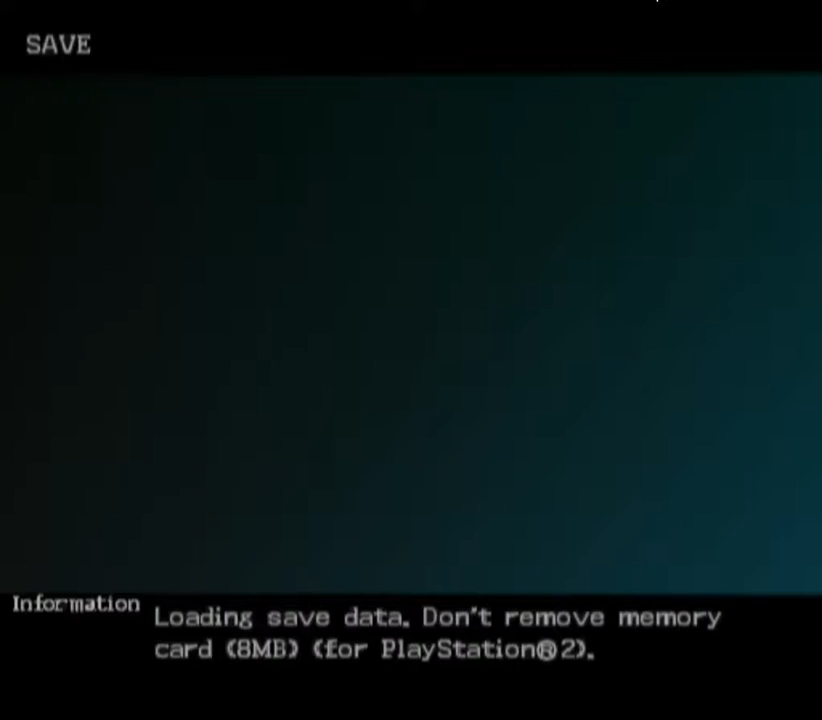 SAVE
Information
Loading save data. Don't remove memory
card (8MB) (for PlayStation®2).